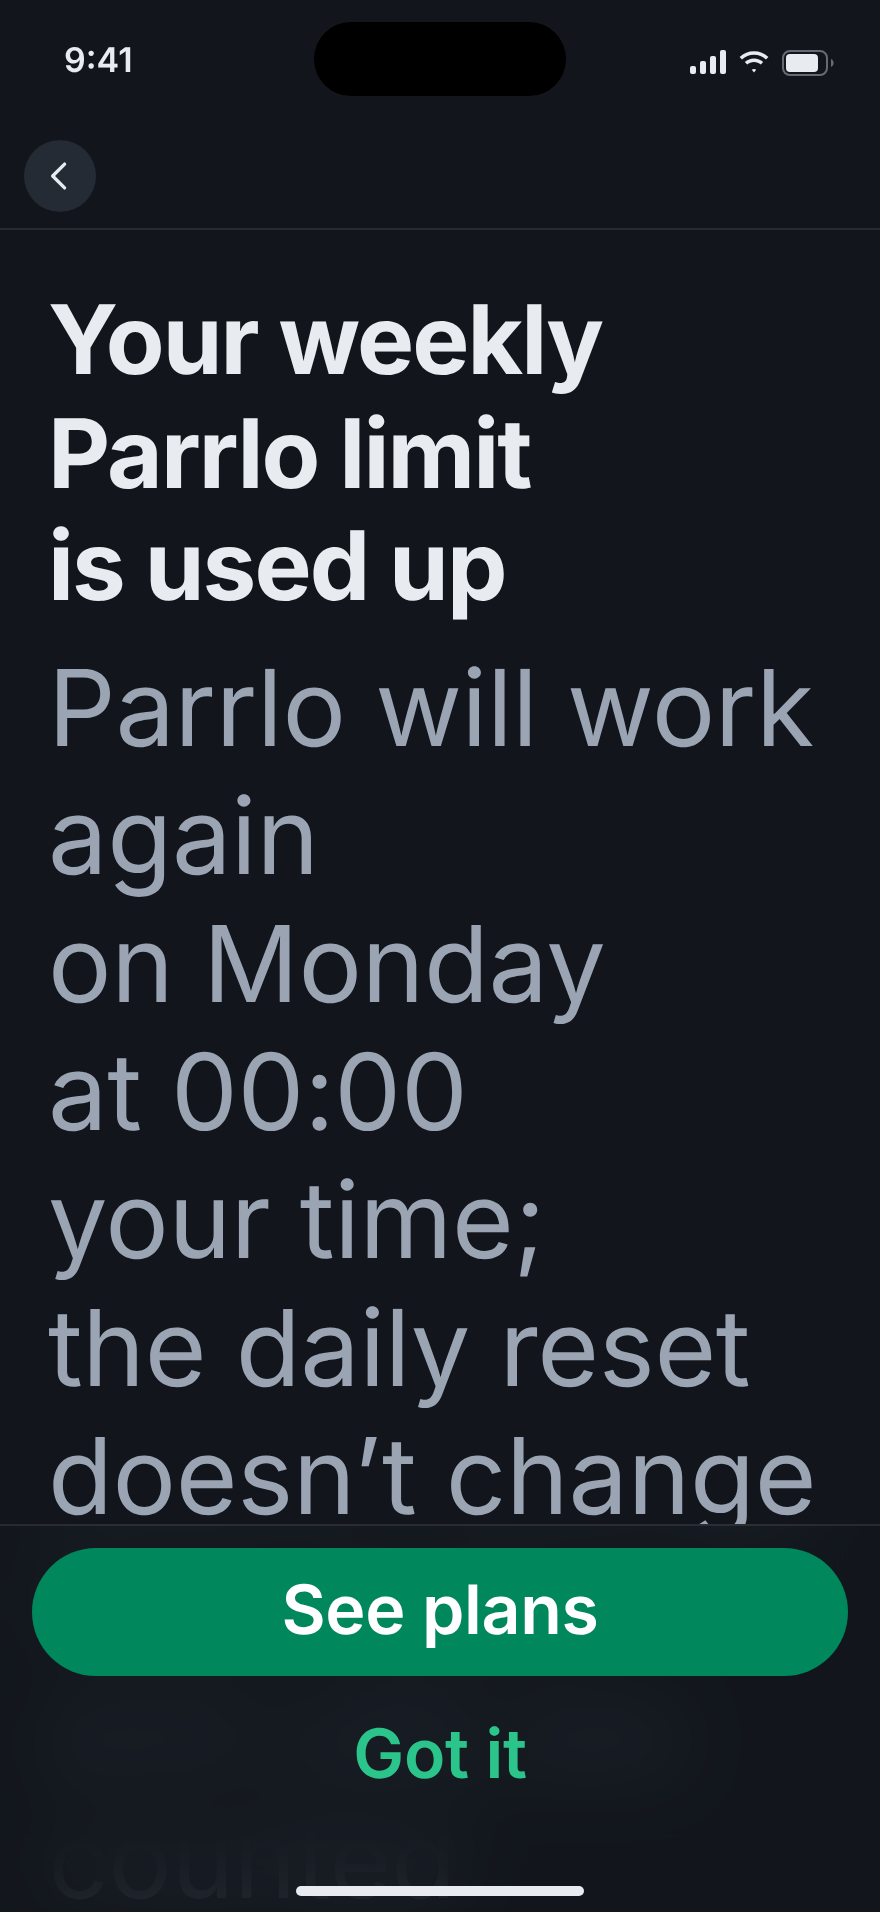 9:41
Your weekly
Parrlo limit
is used up
Parrlo will work
again
on Monday
at 00:00
your time;
the daily reset
doesn’t change
See plans
Got it
counted